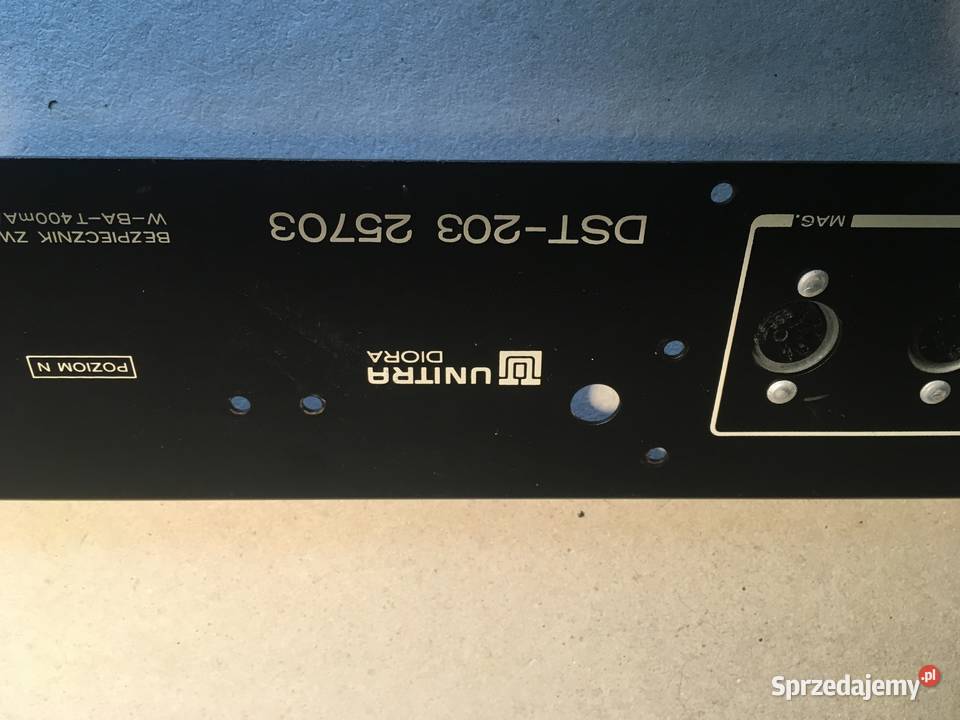 POZIOM N
UNITRA
DIORA
BEZPIECZNIK ZW
W-BA-T400mA/
DST-203 25703
MAG.
Sprzedajemy.pl